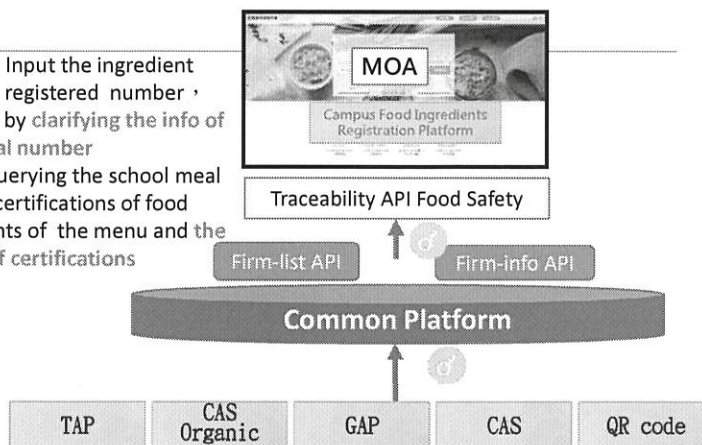 Input the ingredient
registered number，
by clarifying the info of
al number
uerying the school meal
certifications of food
nts of the menu and the
f certifications
MOA
Campus Food Ingredients
Registration Platform
Traceability API Food Safety
Firm-list API
Firm-info API
Common Platform
TAP
CAS
Organic
GAP
CAS
QR code